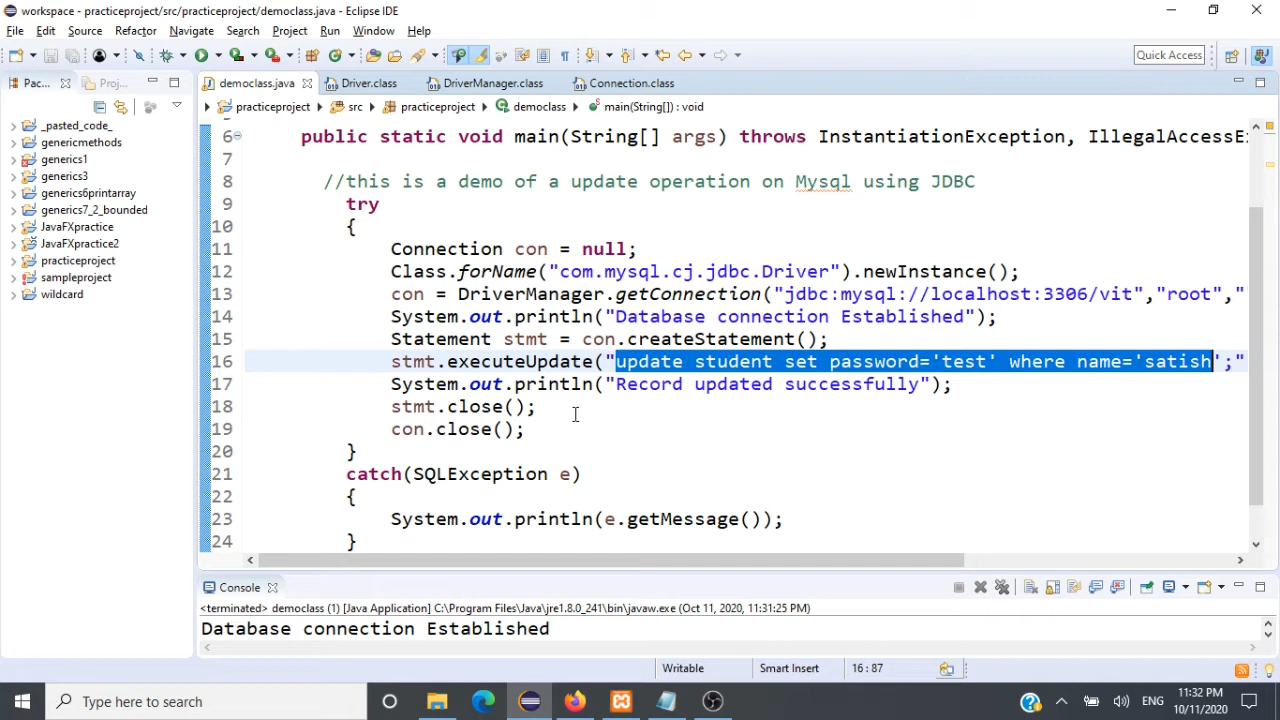 workspace - practiceproject/src/practiceproject/democlass.java - Eclipse IDE
File Edit Source Refactor Navigate Search Project Run Window Help
Quick Access
Pac... Proj... democlass.java Driver.class DriverManager.class Connection.class
practiceproject src practiceproject democlass main(String[]) : void
_pasted_code_
genericmethods
generics1
generics3
generics6printarray
generics7_2_bounded
JavaFXpractice
JavaFXpractice2
practiceproject
sampleproject
wildcard
6 public static void main(String[] args) throws InstantiationException, IllegalAccessE
7
8 //this is a demo of a update operation on Mysql using JDBC
9 try
10 {
11 Connection con = null;
12 Class.forName("com.mysql.cj.jdbc.Driver").newInstance();
13 con = DriverManager.getConnection("jdbc:mysql://localhost:3306/vit","root","
14 System.out.println("Database connection Established");
15 Statement stmt = con.createStatement();
16 stmt.executeUpdate("update student set password='test' where name='satish';"
17 System.out.println("Record updated successfully");
18 stmt.close();
19 con.close();
20 }
21 catch(SQLException e)
22 {
23 System.out.println(e.getMessage());
24 }
Console
<terminated> democlass (1) [Java Application] C:\Program Files\Java\jre1.8.0_241\bin\javaw.exe (Oct 11, 2020, 11:31:25 PM)
Database connection Established
Writable Smart Insert 16 : 87
Type here to search
ENG
11:32 PM
10/11/2020